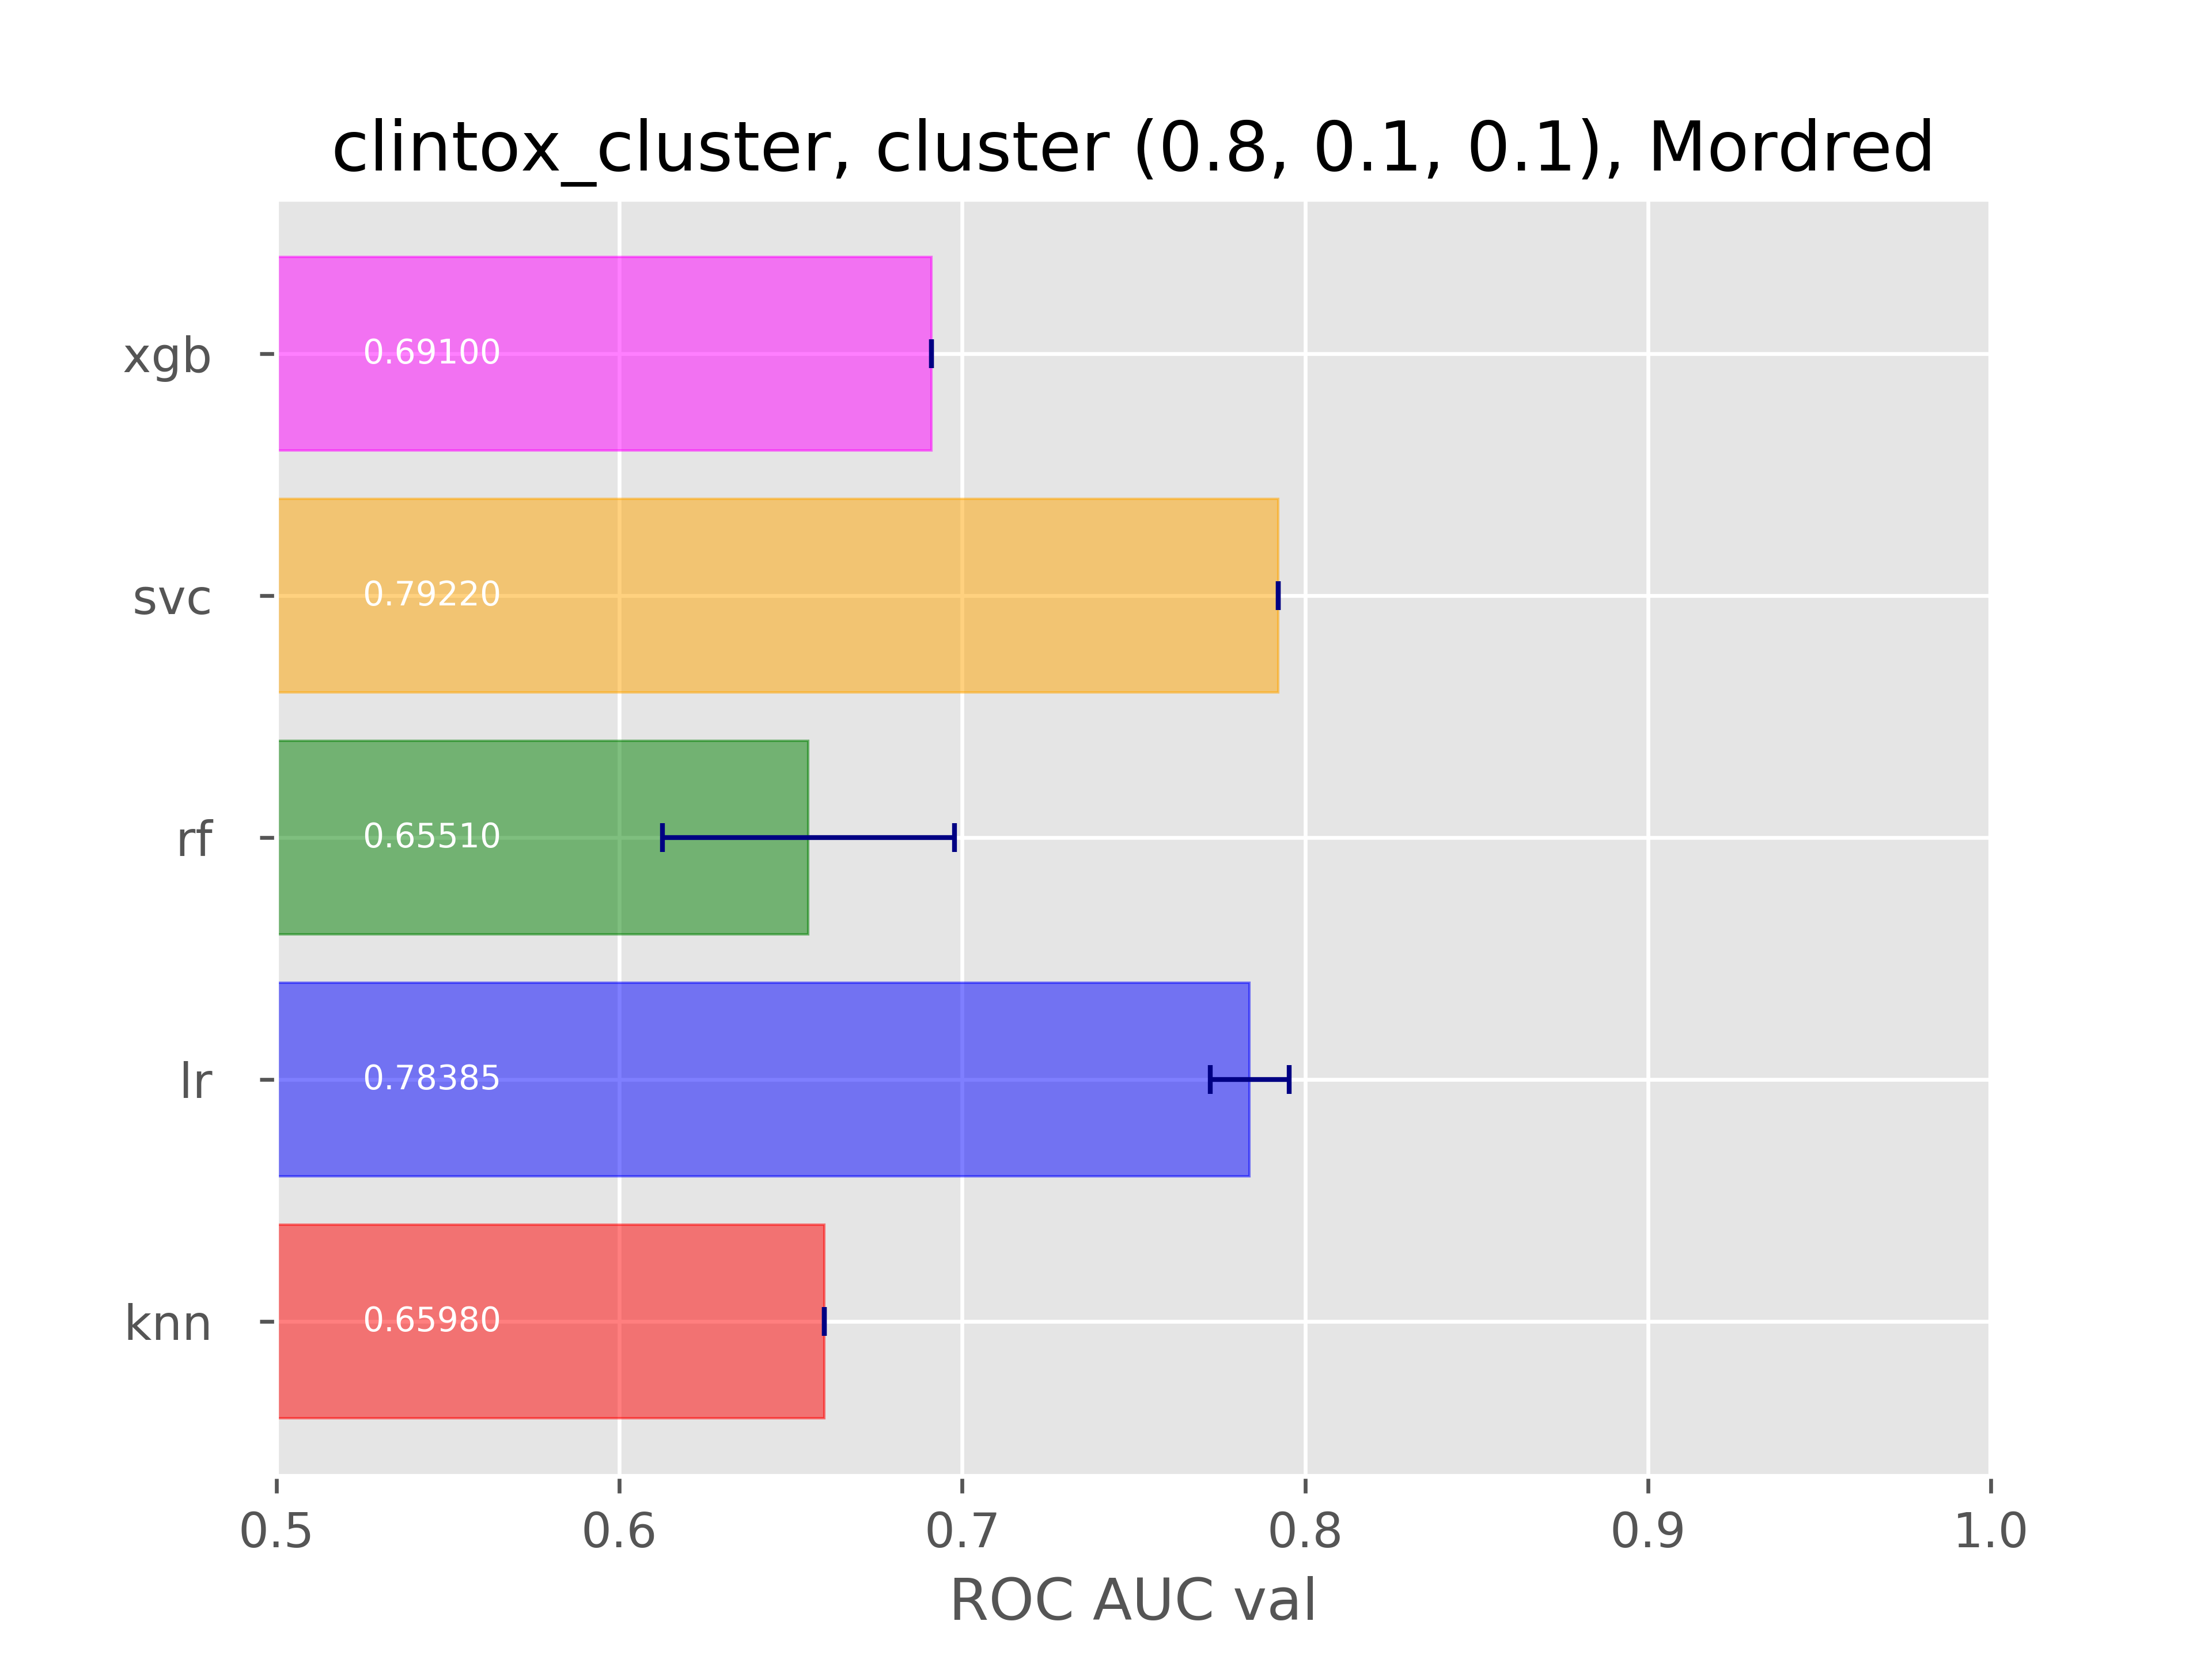 clintox_cluster, cluster (0.8, 0.1, 0.1), Mordred
xgb
0.69100
svc
0.79220
rf
0.65510
lr
0.78385
knn
0.65980
0.5 0.6 0.7 0.8 0.9 1.0
ROC AUC val